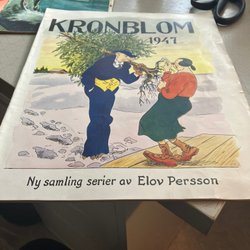 KRONBLOM
1947
Ny samling serier av Elov Persson